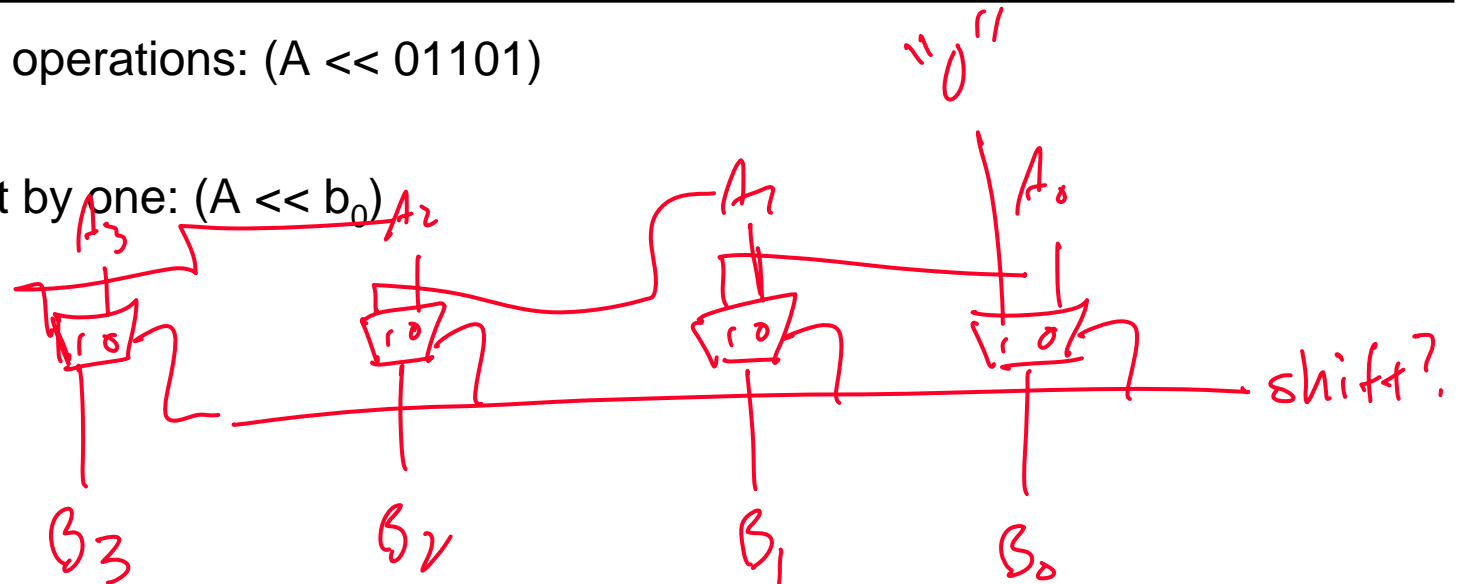 operations: (A << 01101)
"0"
t by one: (A << b₀)
A₃ A₂ A₁ A₀
1 0 1 0 1 0 1 0
shift?
B₃ B₂ B₁ B₀